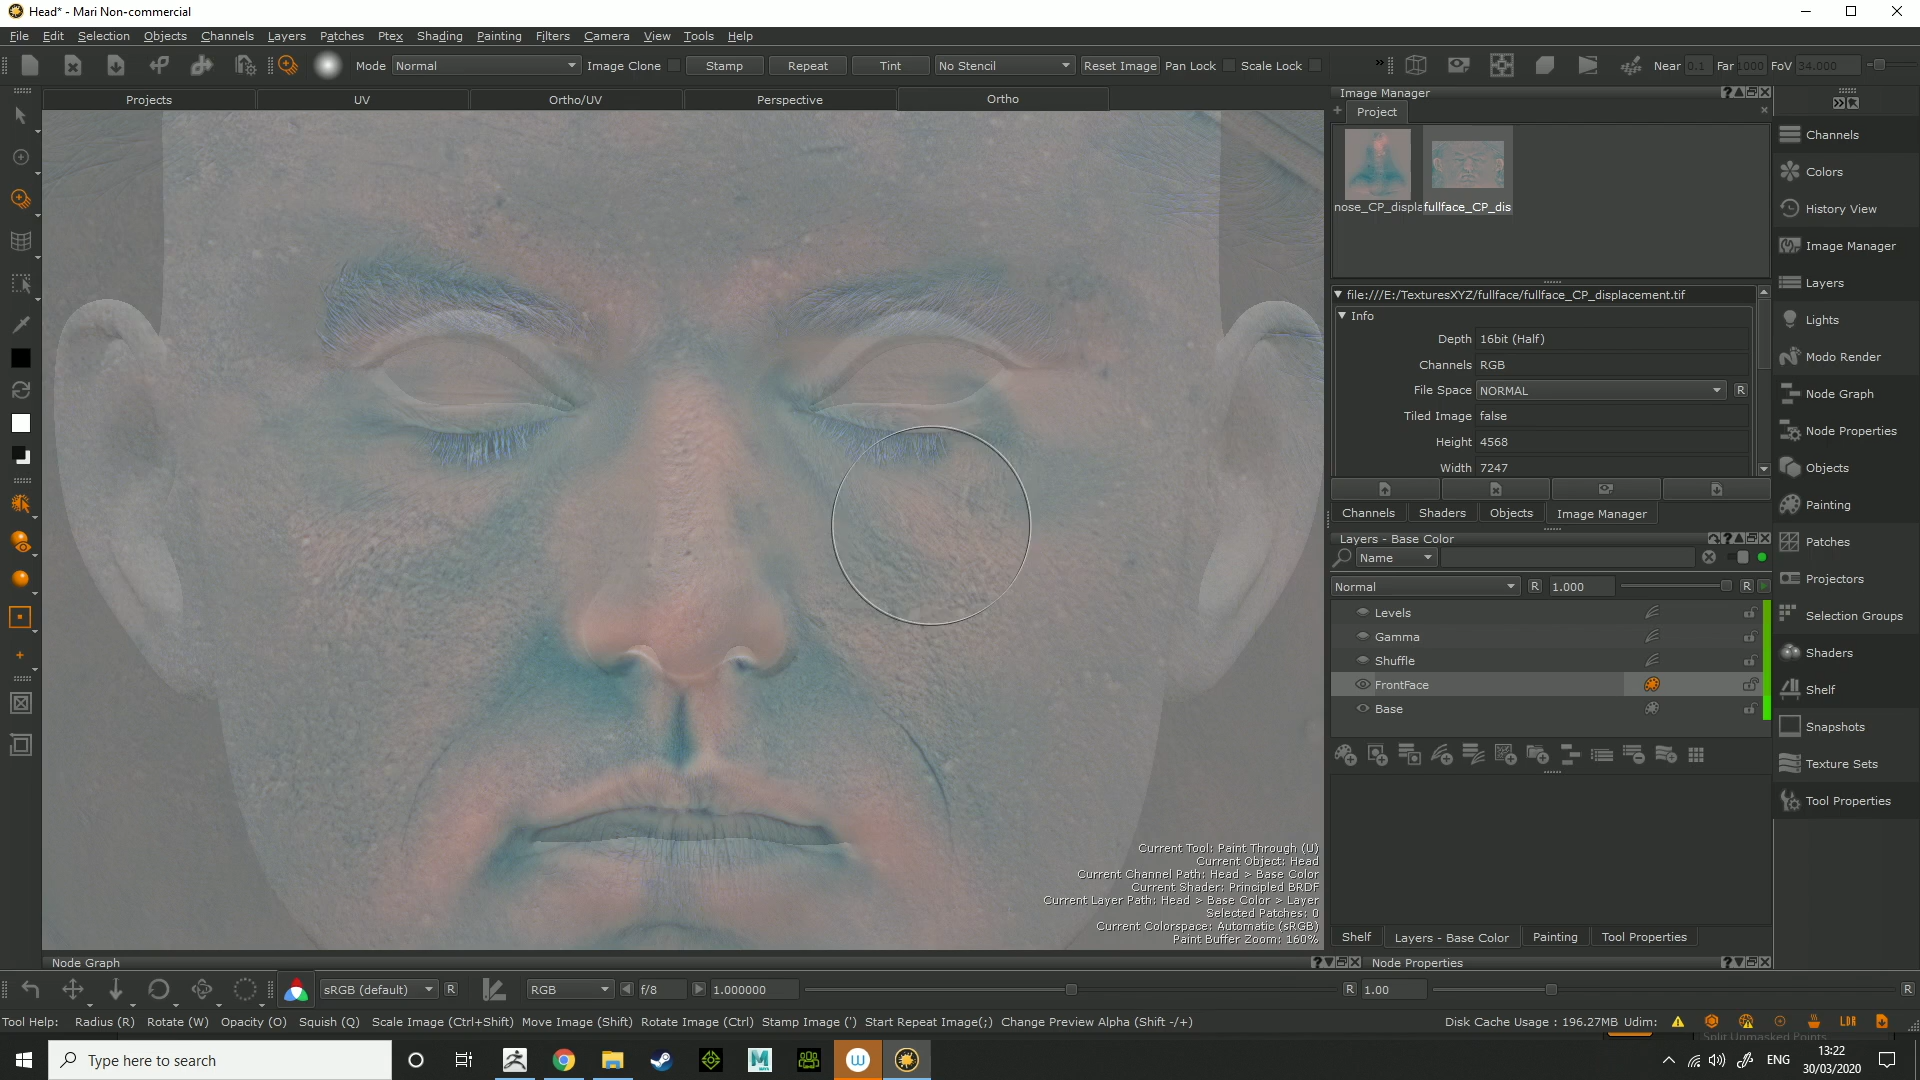 Head* - Mari Non-commercial
File Edit Selection Objects Channels Layers Patches Ptex Shading Painting Filters Camera View Tools Help
Mode Normal Image Clone Stamp Repeat Tint No Stencil Reset Image Pan Lock Scale Lock » Near 0.1 Far 1000 FoV 34.000
Projects UV Ortho/UV Perspective Ortho
Image Manager
Project
nose_CP_displa fullface_CP_dis
file:///E:/TexturesXYZ/fullface/fullface_CP_displacement.tif
Info
Depth 16bit (Half)
Channels RGB
File Space NORMAL R
Tiled Image false
Height 4568
Width 7247
Channels Shaders Objects Image Manager
Layers - Base Color
Name
Normal R 1.000 R
Levels
Gamma
Shuffle
FrontFace
Base
Shelf Layers - Base Color Painting Tool Properties
Channels
Colors
History View
Image Manager
Layers
Lights
Modo Render
Node Graph
Node Properties
Objects
Painting
Patches
Projectors
Selection Groups
Shaders
Shelf
Snapshots
Texture Sets
Tool Properties
Current Tool: Paint Through (U)
Current Object: Head
Current Channel Path: Head > Base Color
Current Shader: Principled BRDF
Current Layer Path: Head > Base Color > Layer
Selected Patches: 0
Current Colorspace: Automatic (sRGB)
Paint Buffer Zoom: 160%
Node Graph Node Properties
sRGB (default) R RGB f/8 1.000000 R 1.00 R
Tool Help: Radius (R) Rotate (W) Opacity (O) Squish (Q) Scale Image (Ctrl+Shift) Move Image (Shift) Rotate Image (Ctrl) Stamp Image (') Start Repeat Image(;) Change Preview Alpha (Shift -/+) Disk Cache Usage : 196.27MB Udim: LDR
Split Unmasked Points
Type here to search
ENG
13:22
30/03/2020